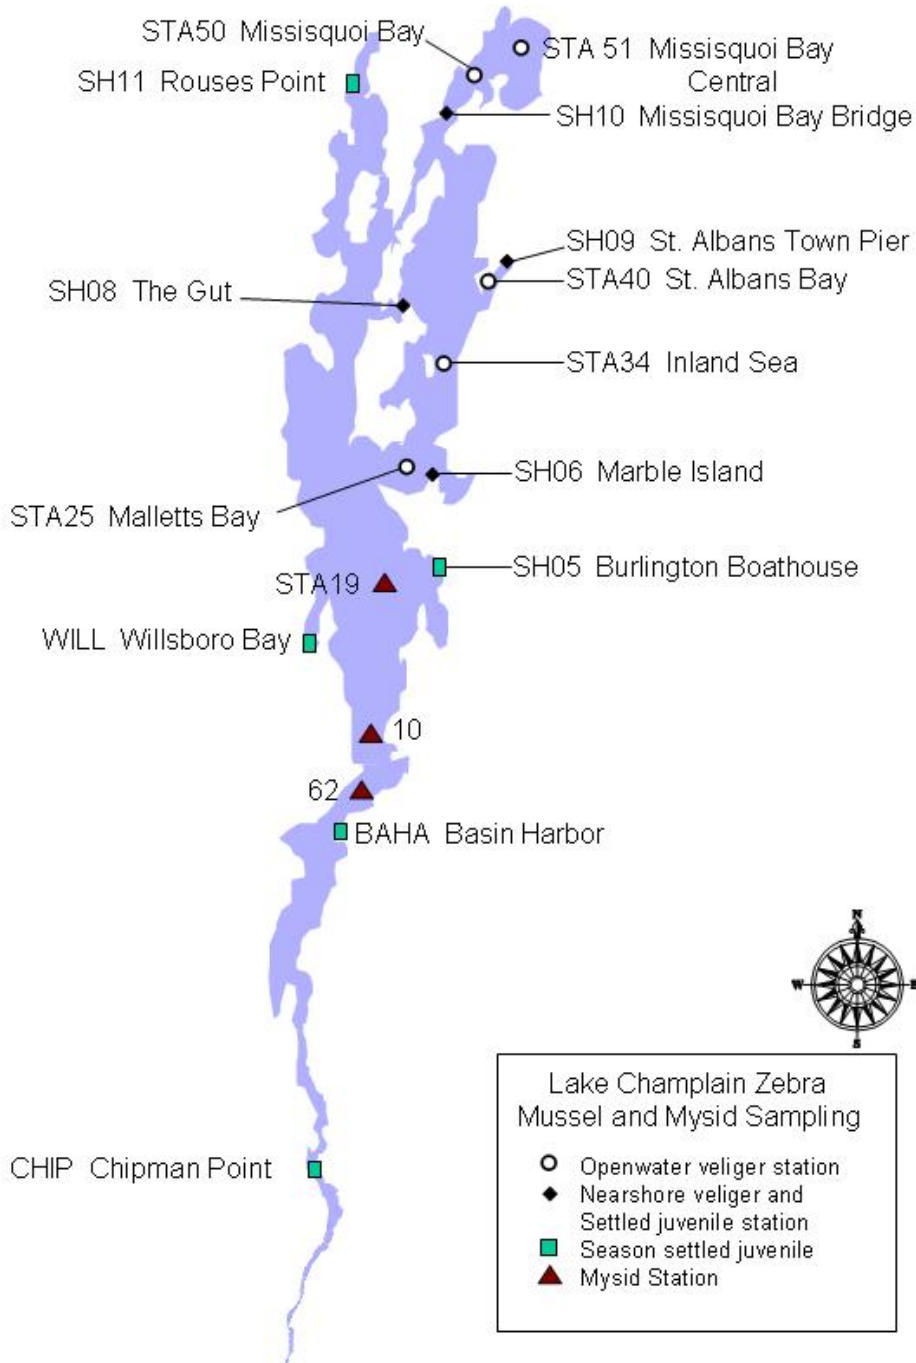 STA50 Missisquoi Bay
STA 51 Missisquoi Bay
Central
SH11 Rouses Point
SH10 Missisquoi Bay Bridge
SH09 St. Albans Town Pier
STA40 St. Albans Bay
SH08 The Gut
STA34 Inland Sea
SH06 Marble Island
STA25 Malletts Bay
SH05 Burlington Boathouse
STA19
WILL Willsboro Bay
10
62
BAHA Basin Harbor
N
W
E
S
Lake Champlain Zebra
Mussel and Mysid Sampling
Openwater veliger station
Nearshore veliger and
Settled juvenile station
Season settled juvenile
Mysid Station
CHIP Chipman Point